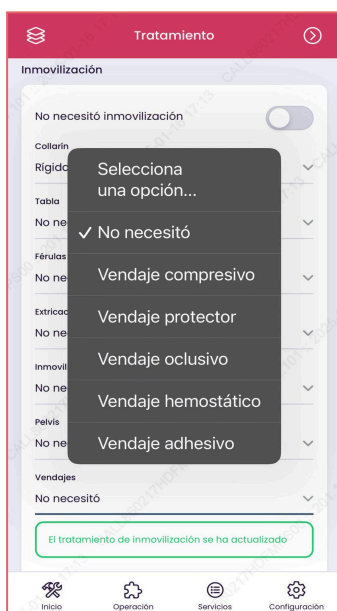 Tratamiento
Inmovilización
No necesitó inmovilización
Collarín
Rígido
Tabla
No ne
Férulas
No ne
Extricac
No ne
Inmovil
No ne
Pelvis
No ne
Selecciona
una opción...
✓ No necesitó
Vendaje compresivo
Vendaje protector
Vendaje oclusivo
Vendaje hemostático
Vendaje adhesivo
Vendajes
No necesitó
El tratamiento de inmovilización se ha actualizado
Inicio
Operación
Servicios
Configuración